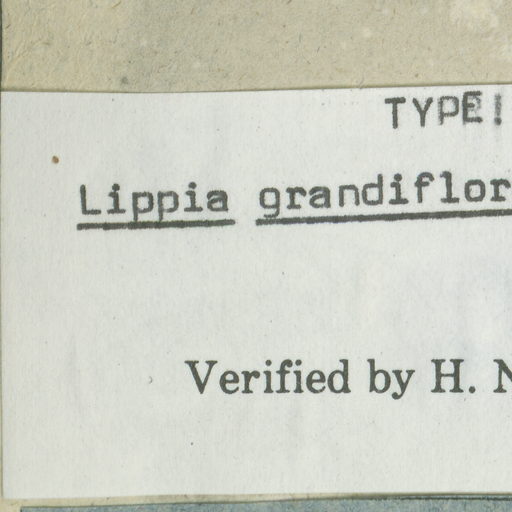 TYPE!
Lippia grandiflor
Verified by H. N